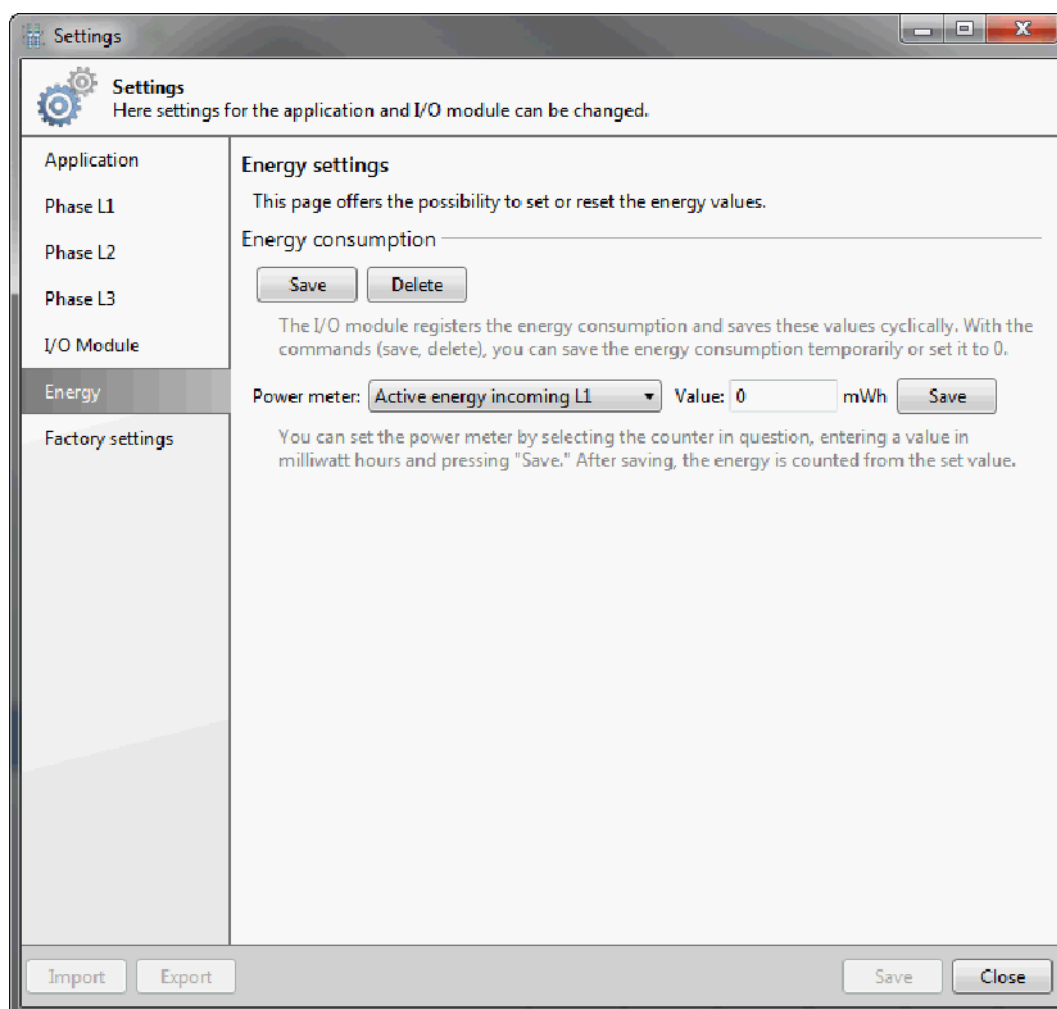 Settings
Settings
Here settings for the application and I/O module can be changed.
Application
Phase L1
Phase L2
Phase L3
I/O Module
Energy
Factory settings
Energy settings
This page offers the possibility to set or reset the energy values.
Energy consumption
Save Delete
The I/O module registers the energy consumption and saves these values cyclically. With the
commands (save, delete), you can save the energy consumption temporarily or set it to 0.
Power meter: Active energy incoming L1 Value: 0 mWh Save
You can set the power meter by selecting the counter in question, entering a value in
milliwatt hours and pressing "Save." After saving, the energy is counted from the set value.
Import Export Save Close